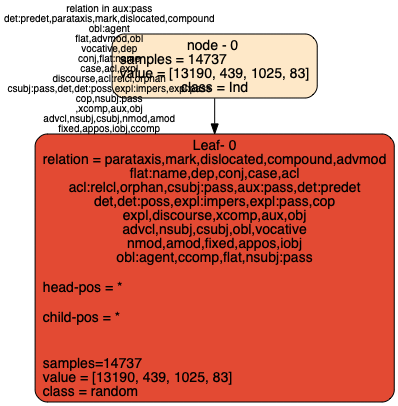 relation in aux:pass
det:predet,parataxis,mark,dislocated,compound
obl:agent
flat,advmod,obl
vocative,dep
conj,flat:name
case,acl,expl
discourse,acl:relcl,orphan
csubj:pass,det,det:poss,expl:impers,expl:pass
cop,nsubj:pass
,xcomp,aux,obj
advcl,nsubj,csubj,nmod,amod
fixed,appos,iobj,ccomp
node - 0
samples = 14737
value = [13190, 439, 1025, 83]
class = Ind
Leaf- 0
relation = parataxis,mark,dislocated,compound,advmod
flat:name,dep,conj,case,acl
acl:relcl,orphan,csubj:pass,aux:pass,det:predet
det,det:poss,expl:impers,expl:pass,cop
expl,discourse,xcomp,aux,obj
advcl,nsubj,csubj,obl,vocative
nmod,amod,fixed,appos,iobj
obl:agent,ccomp,flat,nsubj:pass
head-pos = *
child-pos = *
samples=14737
value = [13190, 439, 1025, 83]
class = random